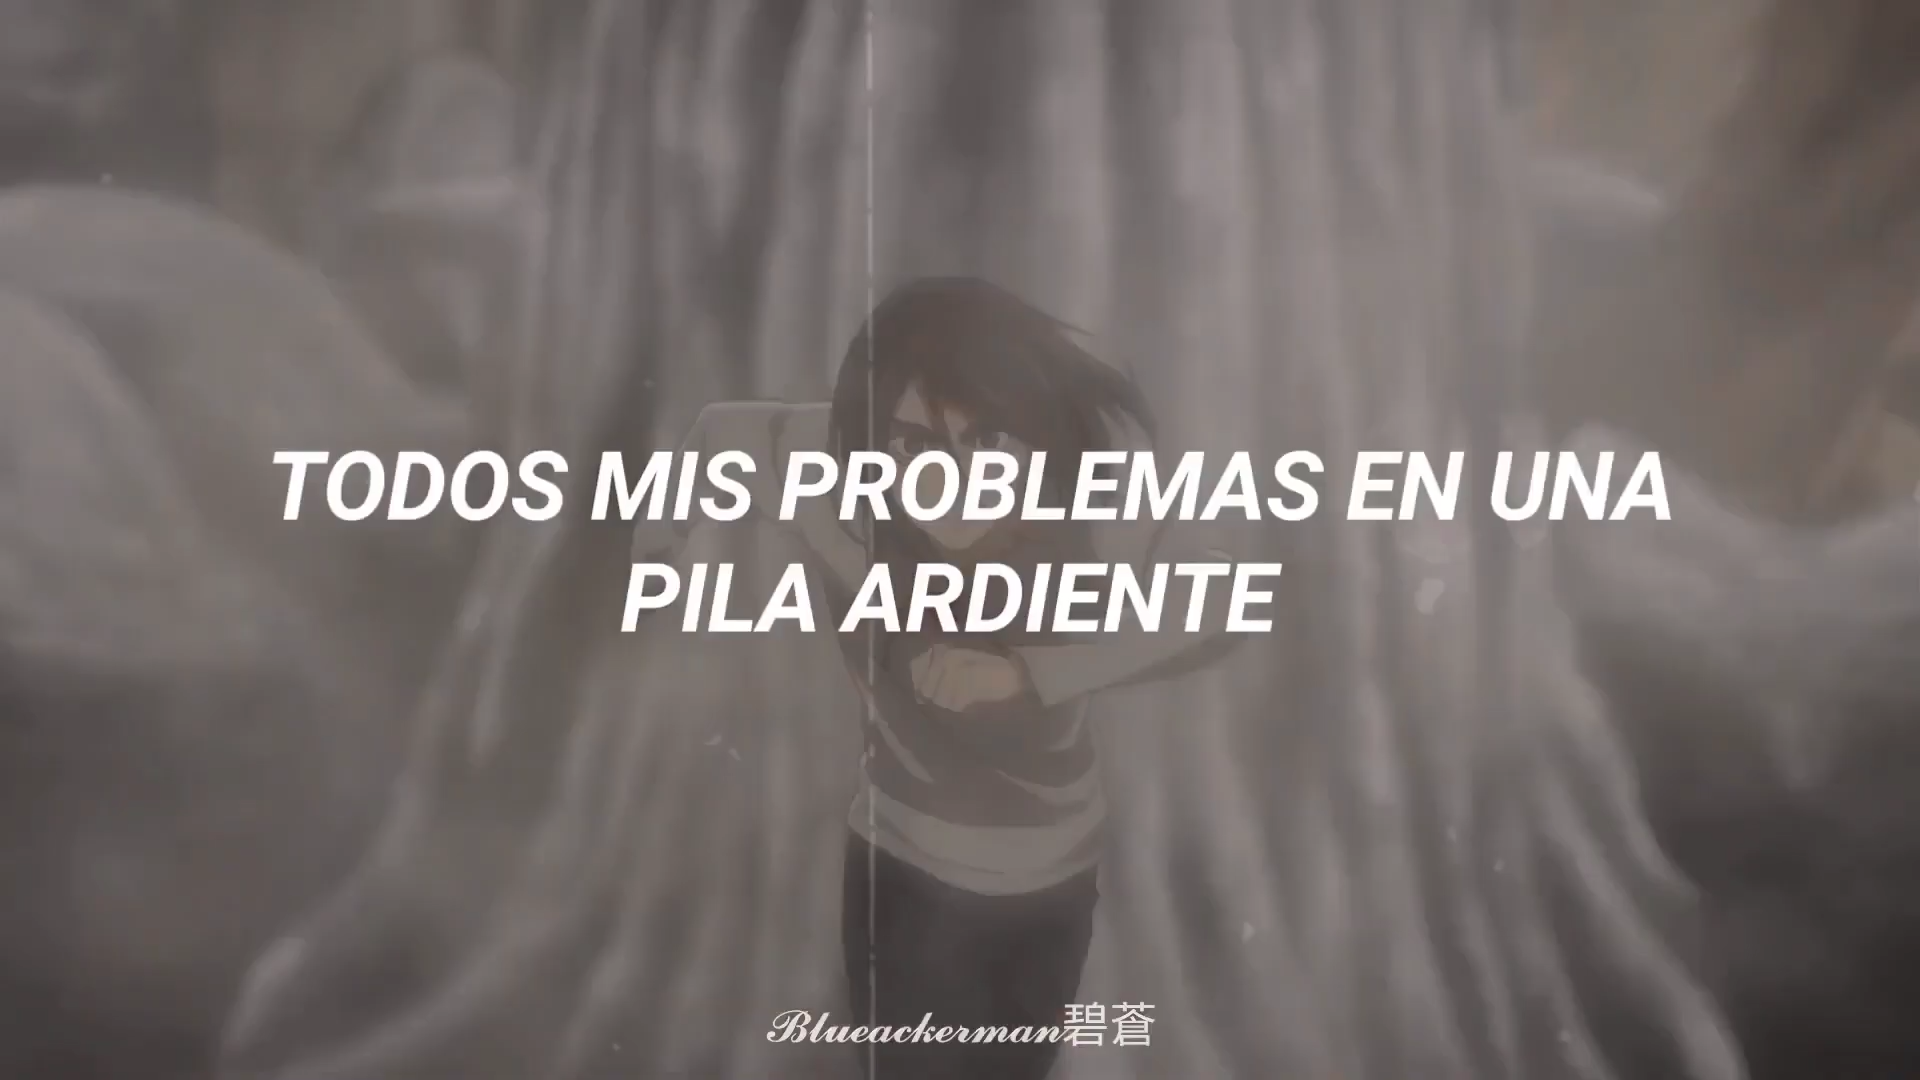 TODOS MIS PROBLEMAS EN UNA
PILA ARDIENTE
Blueackerman碧蒼